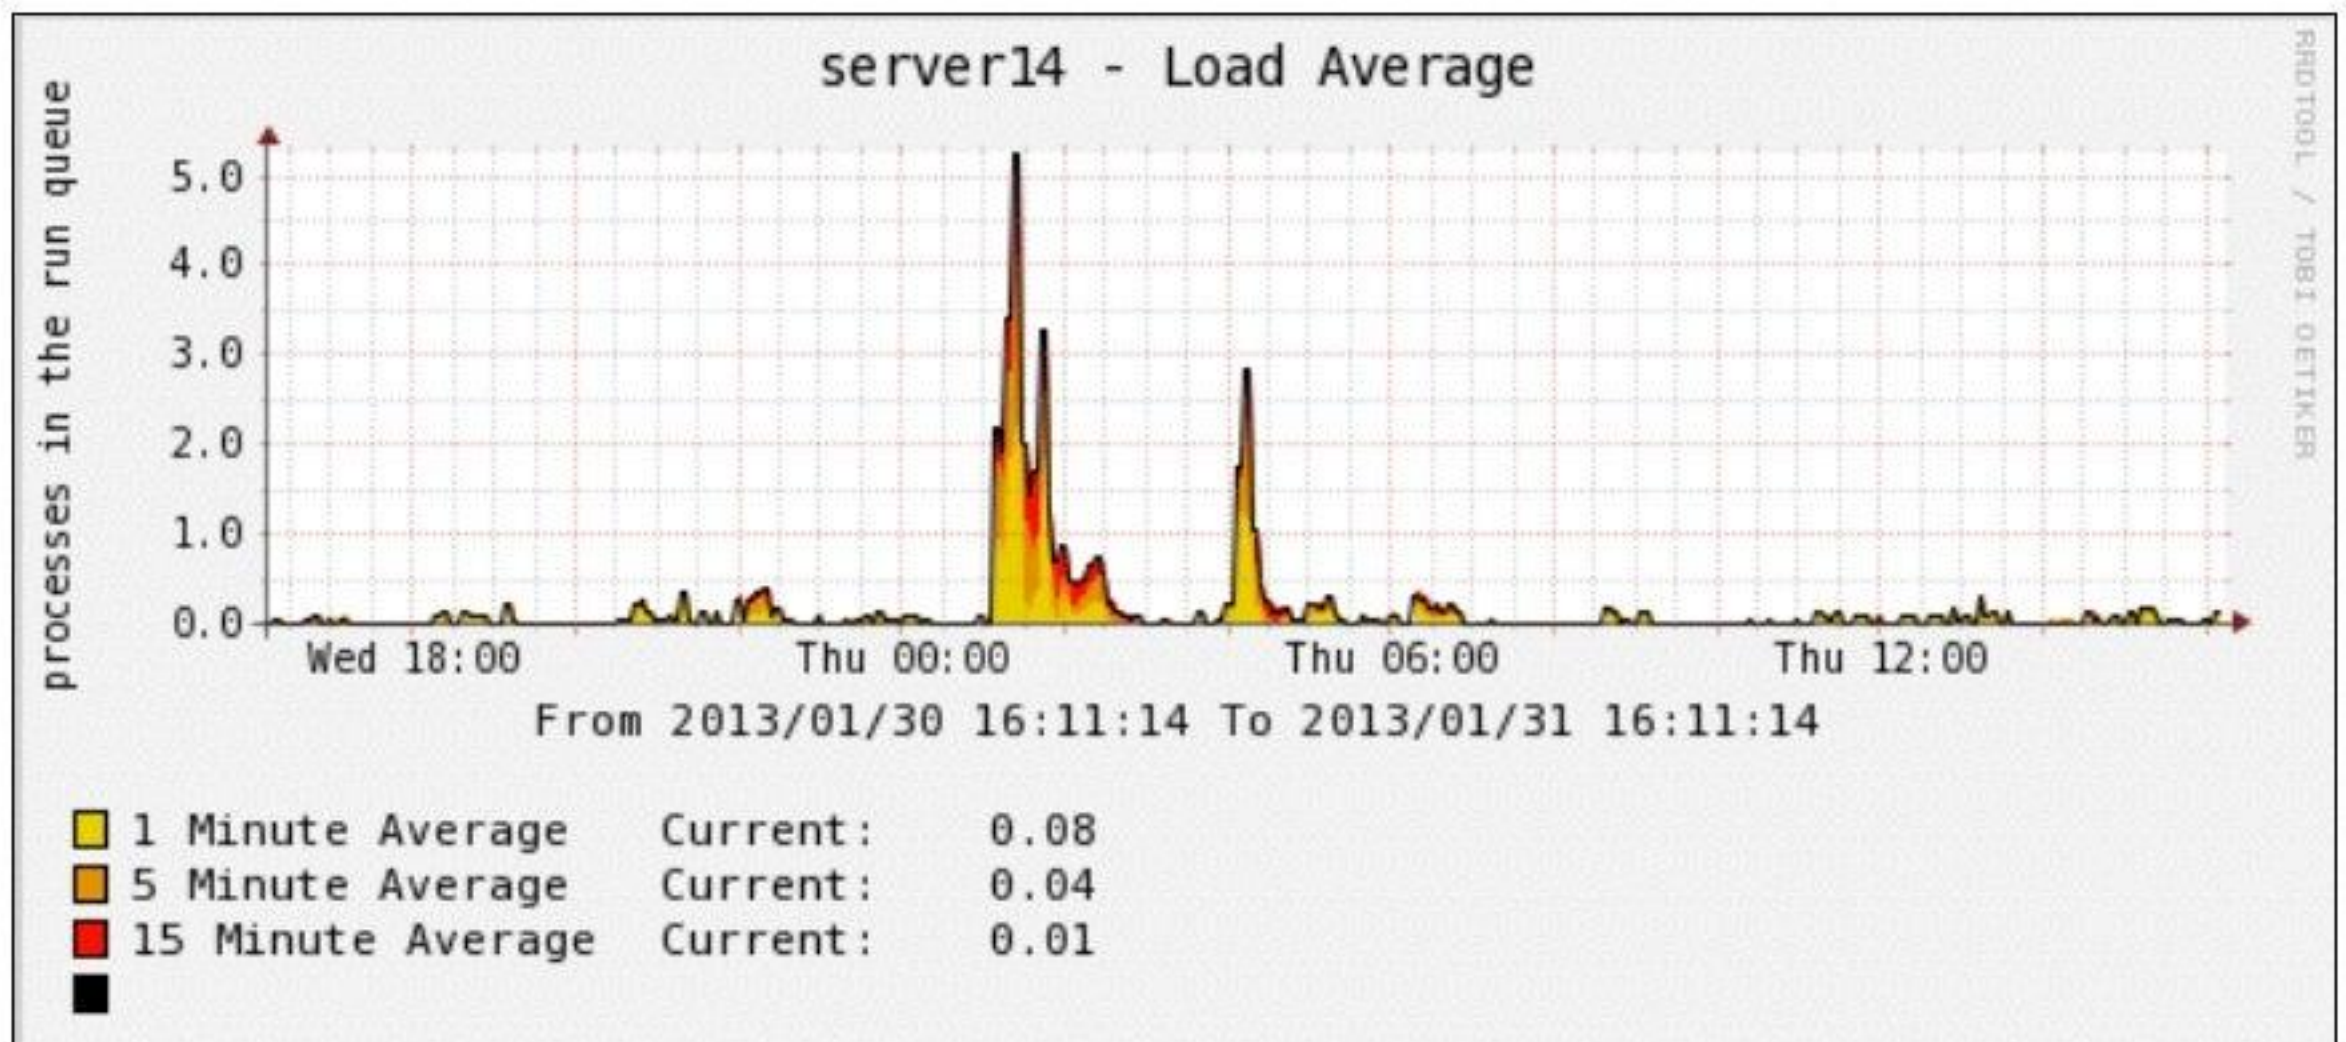 server14 - Load Average
RRDTOOL / TOBI OETIKER
processes in the run queue
5.0
4.0
3.0
2.0
1.0
0.0
Wed 18:00 Thu 00:00 Thu 06:00 Thu 12:00
From 2013/01/30 16:11:14 To 2013/01/31 16:11:14
1 Minute Average Current: 0.08
5 Minute Average Current: 0.04
15 Minute Average Current: 0.01